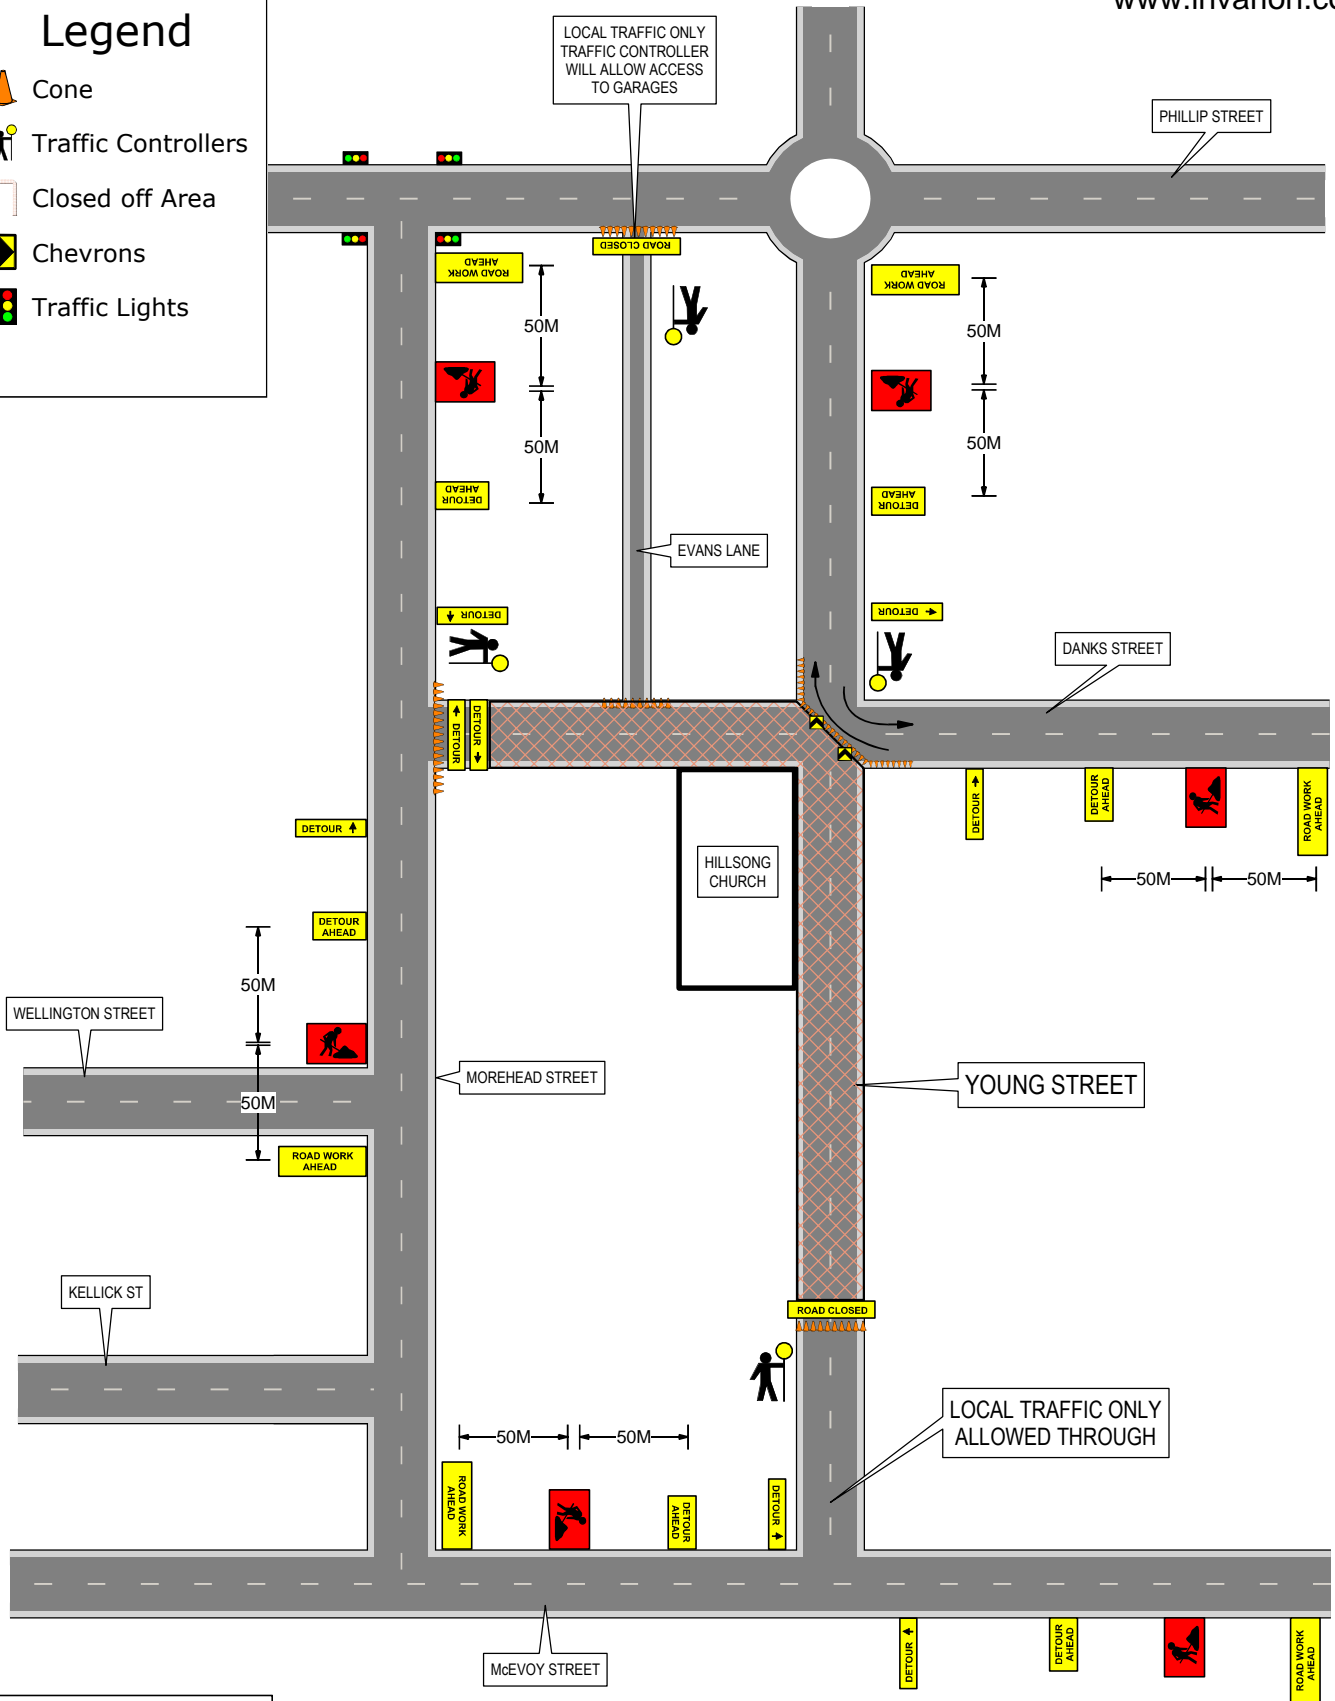 www.invarion.co
Legend
Cone
Traffic Controllers
Closed off Area
Chevrons
Traffic Lights
LOCAL TRAFFIC ONLY
TRAFFIC CONTROLLER
WILL ALLOW ACCESS
TO GARAGES
PHILLIP STREET
ROAD CLOSED
ROAD WORK
AHEAD
ROAD WORK
AHEAD
50M
50M
50M
50M
DETOUR
AHEAD
DETOUR
AHEAD
EVANS LANE
DETOUR
DETOUR
DANKS STREET
DETOUR
DETOUR
DETOUR
DETOUR
AHEAD
ROAD WORK
AHEAD
DETOUR
HILLSONG
CHURCH
50M
50M
DETOUR
AHEAD
50M
WELLINGTON STREET
MOREHEAD STREET
YOUNG STREET
50M
ROAD WORK
AHEAD
KELLICK ST
ROAD CLOSED
LOCAL TRAFFIC ONLY
ALLOWED THROUGH
50M
50M
ROAD WORK
AHEAD
DETOUR
AHEAD
DETOUR
McEVOY STREET
DETOUR
DETOUR
AHEAD
ROAD WORK
AHEAD